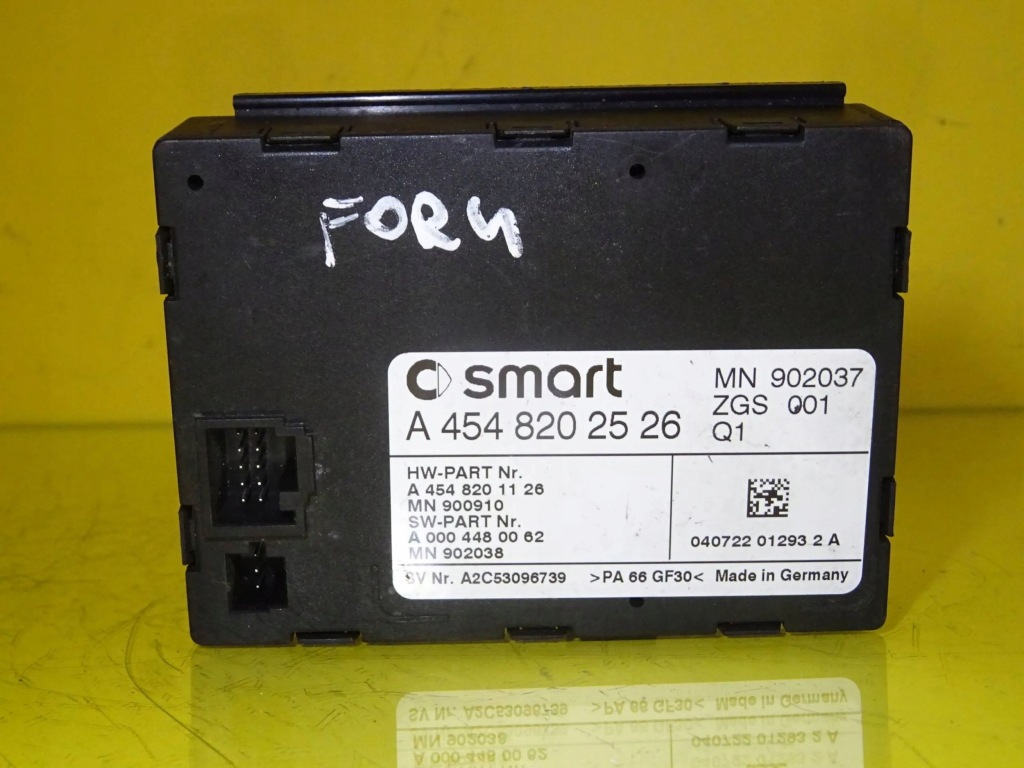 FOR4
smart
MN 902037
A 454 820 25 26
ZGS 001
Q1
HW-PART Nr.
A 454 820 11 26
MN 900910
SW-PART Nr.
A 000 448 00 62
MN 902038
040722 01293 2 A
SV Nr. A2C53096739 >PA 66 GF30< Made in Germany